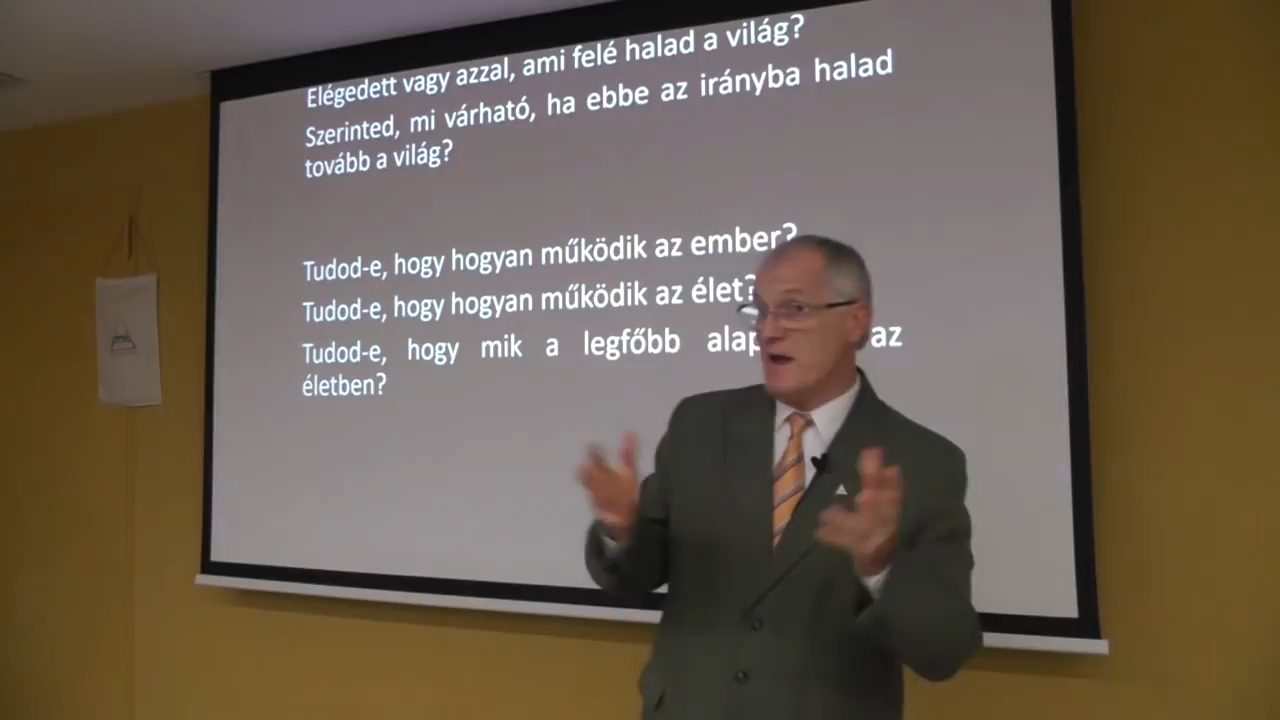 Elégedett vagy azzal, ami felé halad a világ?
Szerinted, mi várható, ha ebbe az irányba halad
tovább a világ?
Tudod-e, hogy hogyan működik az ember?
Tudod-e, hogy hogyan működik az élet?
Tudod-e, hogy mik a legfőbb az
életben?